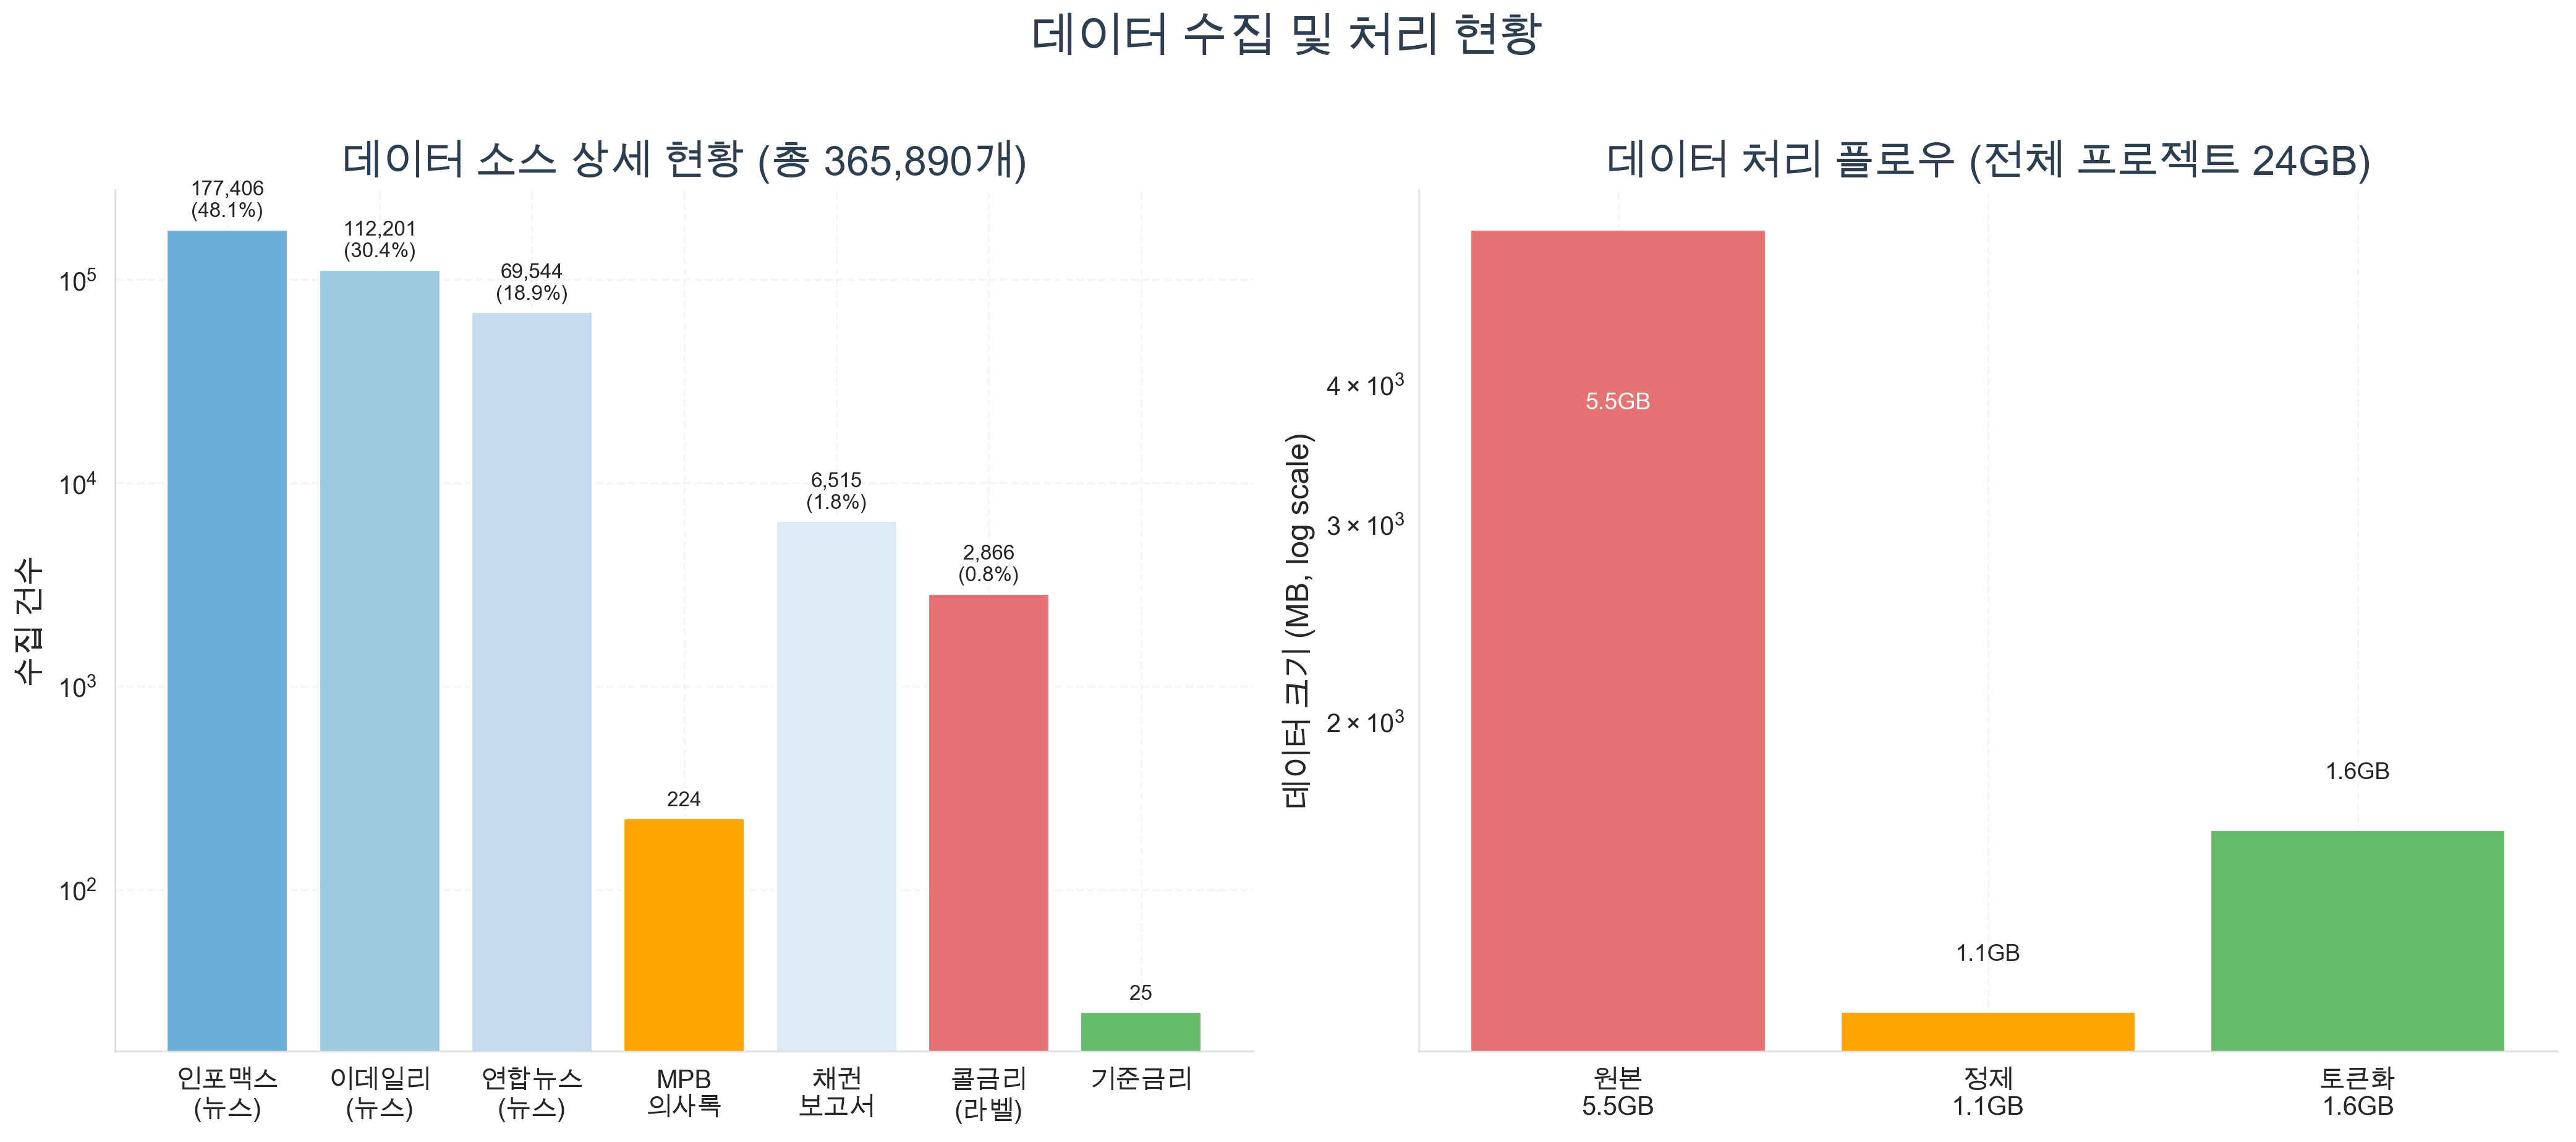 데이터 수집 및 처리 현황
데이터 소스 상세 현황 (총 365,890개)
수집 건수
10⁵
10⁴
10³
10²
177,406
(48.1%)
112,201
(30.4%)
69,544
(18.9%)
224
6,515
(1.8%)
2,866
(0.8%)
25
인포맥스
(뉴스)
이데일리
(뉴스)
연합뉴스
(뉴스)
MPB
의사록
채권
보고서
콜금리
(라벨)
기준금리
데이터 처리 플로우 (전체 프로젝트 24GB)
데이터 크기 (MB, log scale)
4 × 10³
3 × 10³
2 × 10³
5.5GB
1.1GB
1.6GB
원본
5.5GB
정제
1.1GB
토큰화
1.6GB